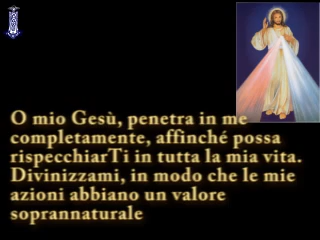 O mio Gesù, penetra in me
completamente, affinché possa
rispecchiarTi in tutta la mia vita.
Divinizzami, in modo che le mie
azioni abbiano un valore
soprannaturale